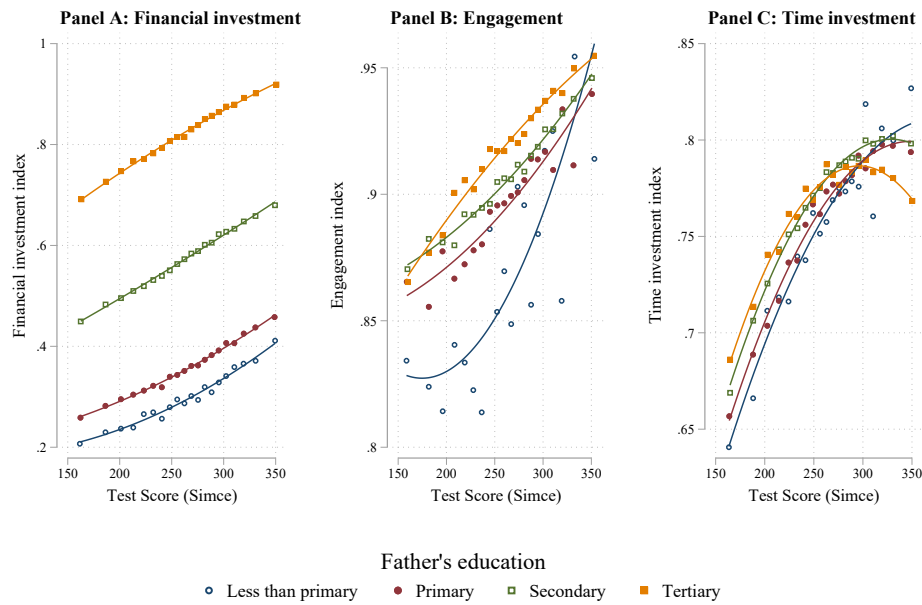 Panel A: Financial investment
Financial investment index
1
.8
.6
.4
.2
150 200 250 300 350
Test Score (Simce)
Panel B: Engagement
Engagement index
.95
.9
.85
.8
150 200 250 300 350
Test Score (Simce)
Panel C: Time investment
Time investment index
.85
.8
.75
.7
.65
150 200 250 300 350
Test Score (Simce)
Father's education
Less than primary Primary Secondary Tertiary